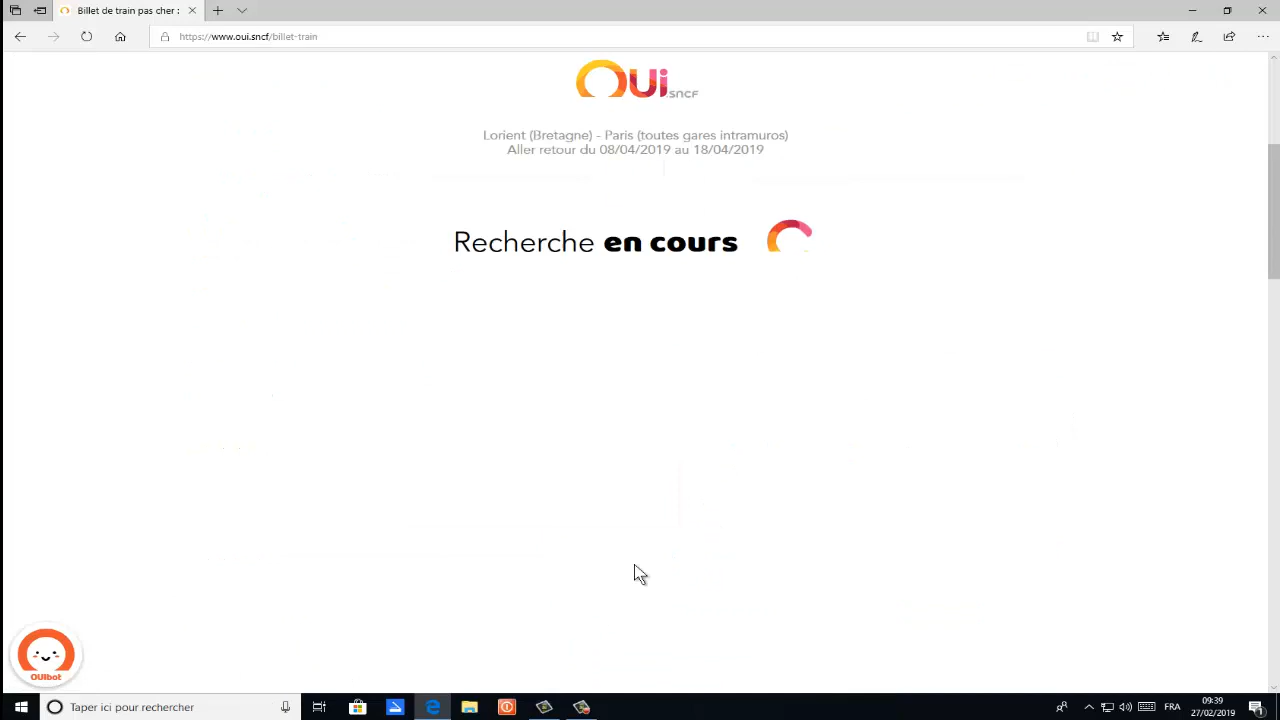 Billet de train pas cher :
https://www.oui.sncf/billet-train
OUi.SNCF
Lorient (Bretagne) - Paris (toutes gares intramuros)
Aller retour du 08/04/2019 au 18/04/2019
Recherche en cours
OUIbot
Taper ici pour rechercher
FRA
09:39
27/02/2019
1